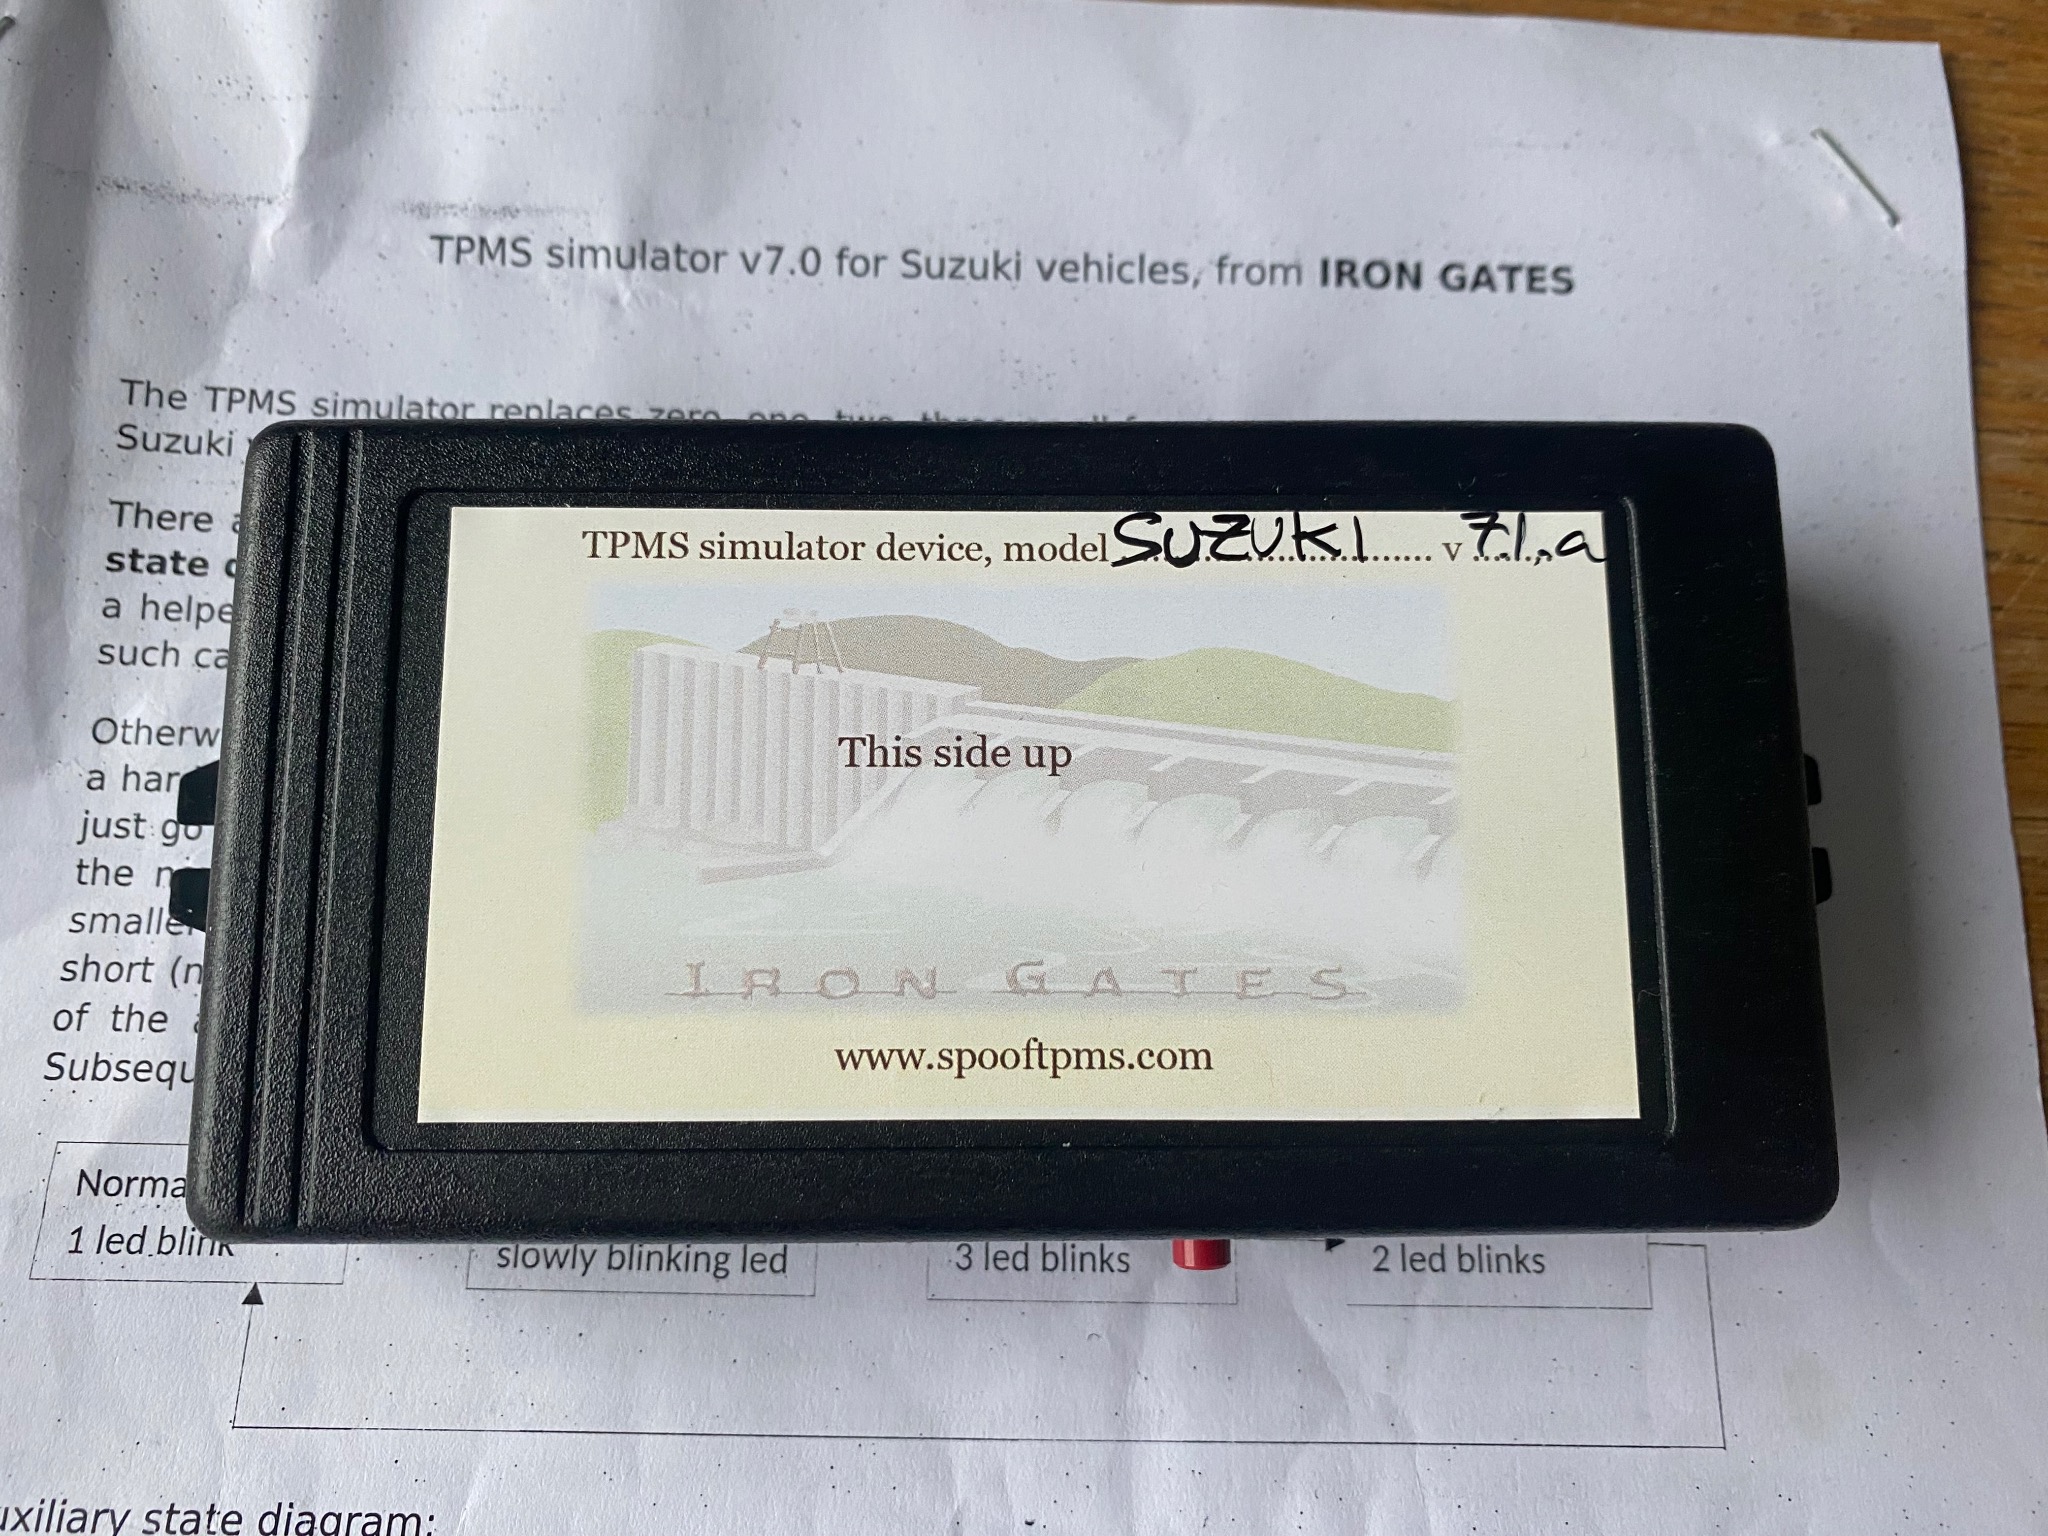 TPMS simulator v7.0 for Suzuki vehicles, from IRON GATES
The TPMS simulator replaces zero, one, two, three
Suzuki
There
state
a helpe
such ca
Otherw
a har
just go
the
smaller
short (n
of the
Subsequ
TPMS simulator device, model SUZUKI v 7.1.a
This side up
IRON GATES
www.spooftpms.com
Norma
1 led blink
slowly blinking led
3 led blinks
2 led blinks
uxiliary state diagram: